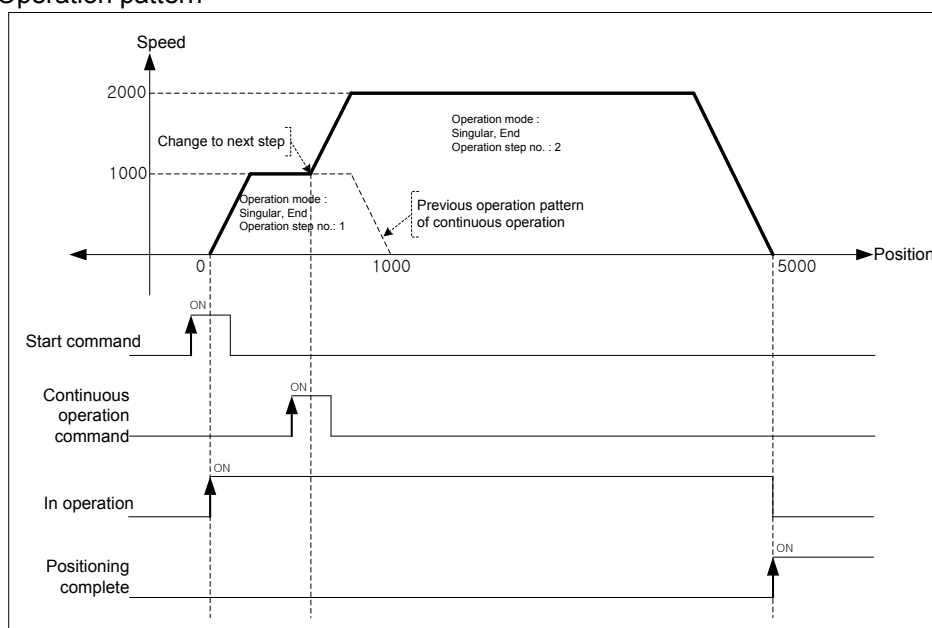 Operation pattern
Speed
2000
Operation mode :
Singular, End
Operation step no. : 2
Change to next step
1000
Operation mode :
Singular, End
Operation step no.: 1
Previous operation pattern
of continuous operation
Position
0
1000
5000
ON
Start command
ON
Continuous
operation
command
ON
In operation
ON
Positioning
complete